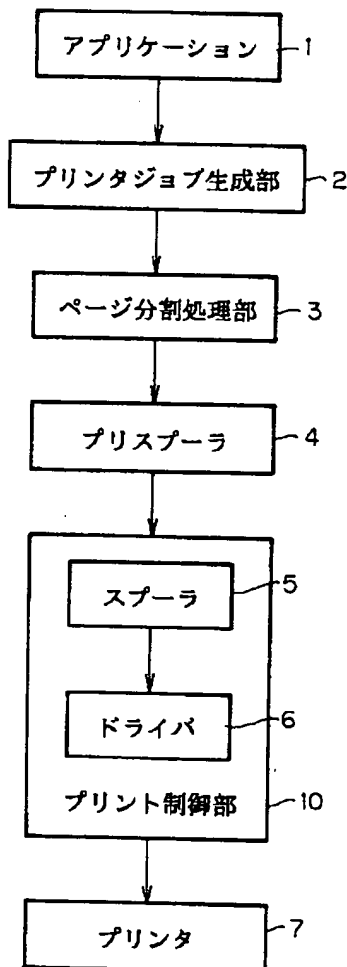 アプリケーション 1
プリンタジョブ生成部 2
ページ分割処理部 3
プリスプーラ 4
スプーラ 5
ドライバ 6
プリント制御部 10
プリンタ 7